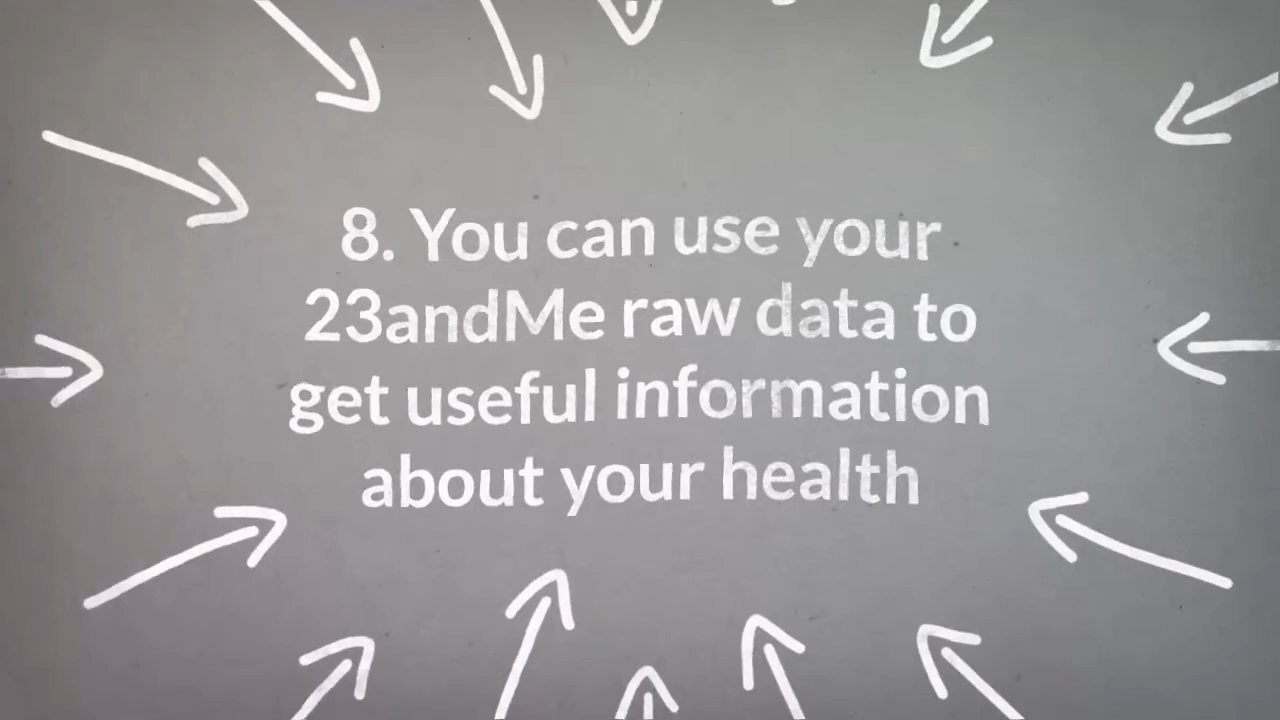 8. You can use your
23andMe raw data to
get useful information
about your health